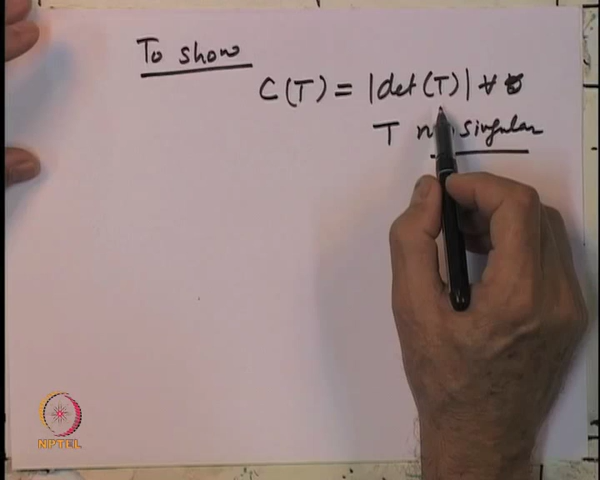 To show
C(T) = |det(T)| ∀
T singular
NPTEL